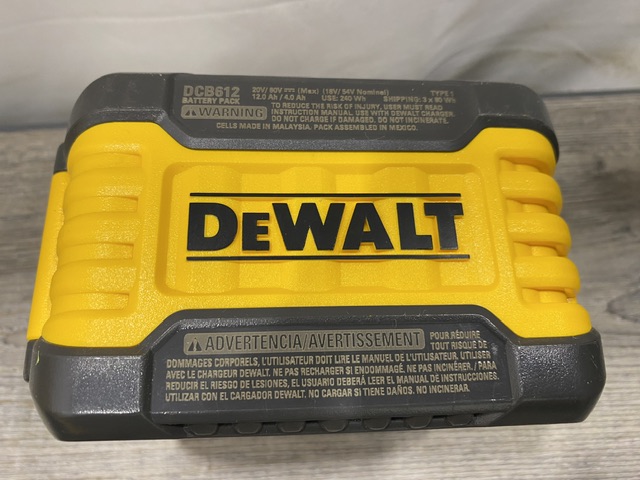 DCB612 20V/60V⎓(Max) (18V/54V Nominal) TYPE 1
BATTERY PACK 12.0 Ah / 4.0 Ah USE: 240 Wh SHIPPING: 3 x 80 Wh
WARNING TO REDUCE THE RISK OF INJURY, USER MUST READ
INSTRUCTION MANUAL. USE WITH DEWALT CHARGER.
DO NOT CHARGE IF DAMAGED. DO NOT INCINERATE.
CELLS MADE IN MALAYSIA, PACK ASSEMBLED IN MEXICO.
DEWALT
ADVERTENCIA/AVERTISSEMENT POUR RÉDUIRE
TOUT RISQUE DE
DOMMAGES CORPORELS, L'UTILISATEUR DOIT LIRE LE MANUEL DE L'UTILISATEUR, UTILISER
AVEC LE CHARGEUR DEWALT. NE PAS RECHARGER SI ENDOMMAGÉ. NE PAS INCINÉRER. / PARA
REDUCIR EL RIESGO DE LESIONES, EL USUARIO DEBERÁ LEER EL MANUAL DE INSTRUCCIONES,
UTILIZAR CON EL CARGADOR DEWALT. NO CARGAR SI TIENE DAÑOS. NO INCINERAR.